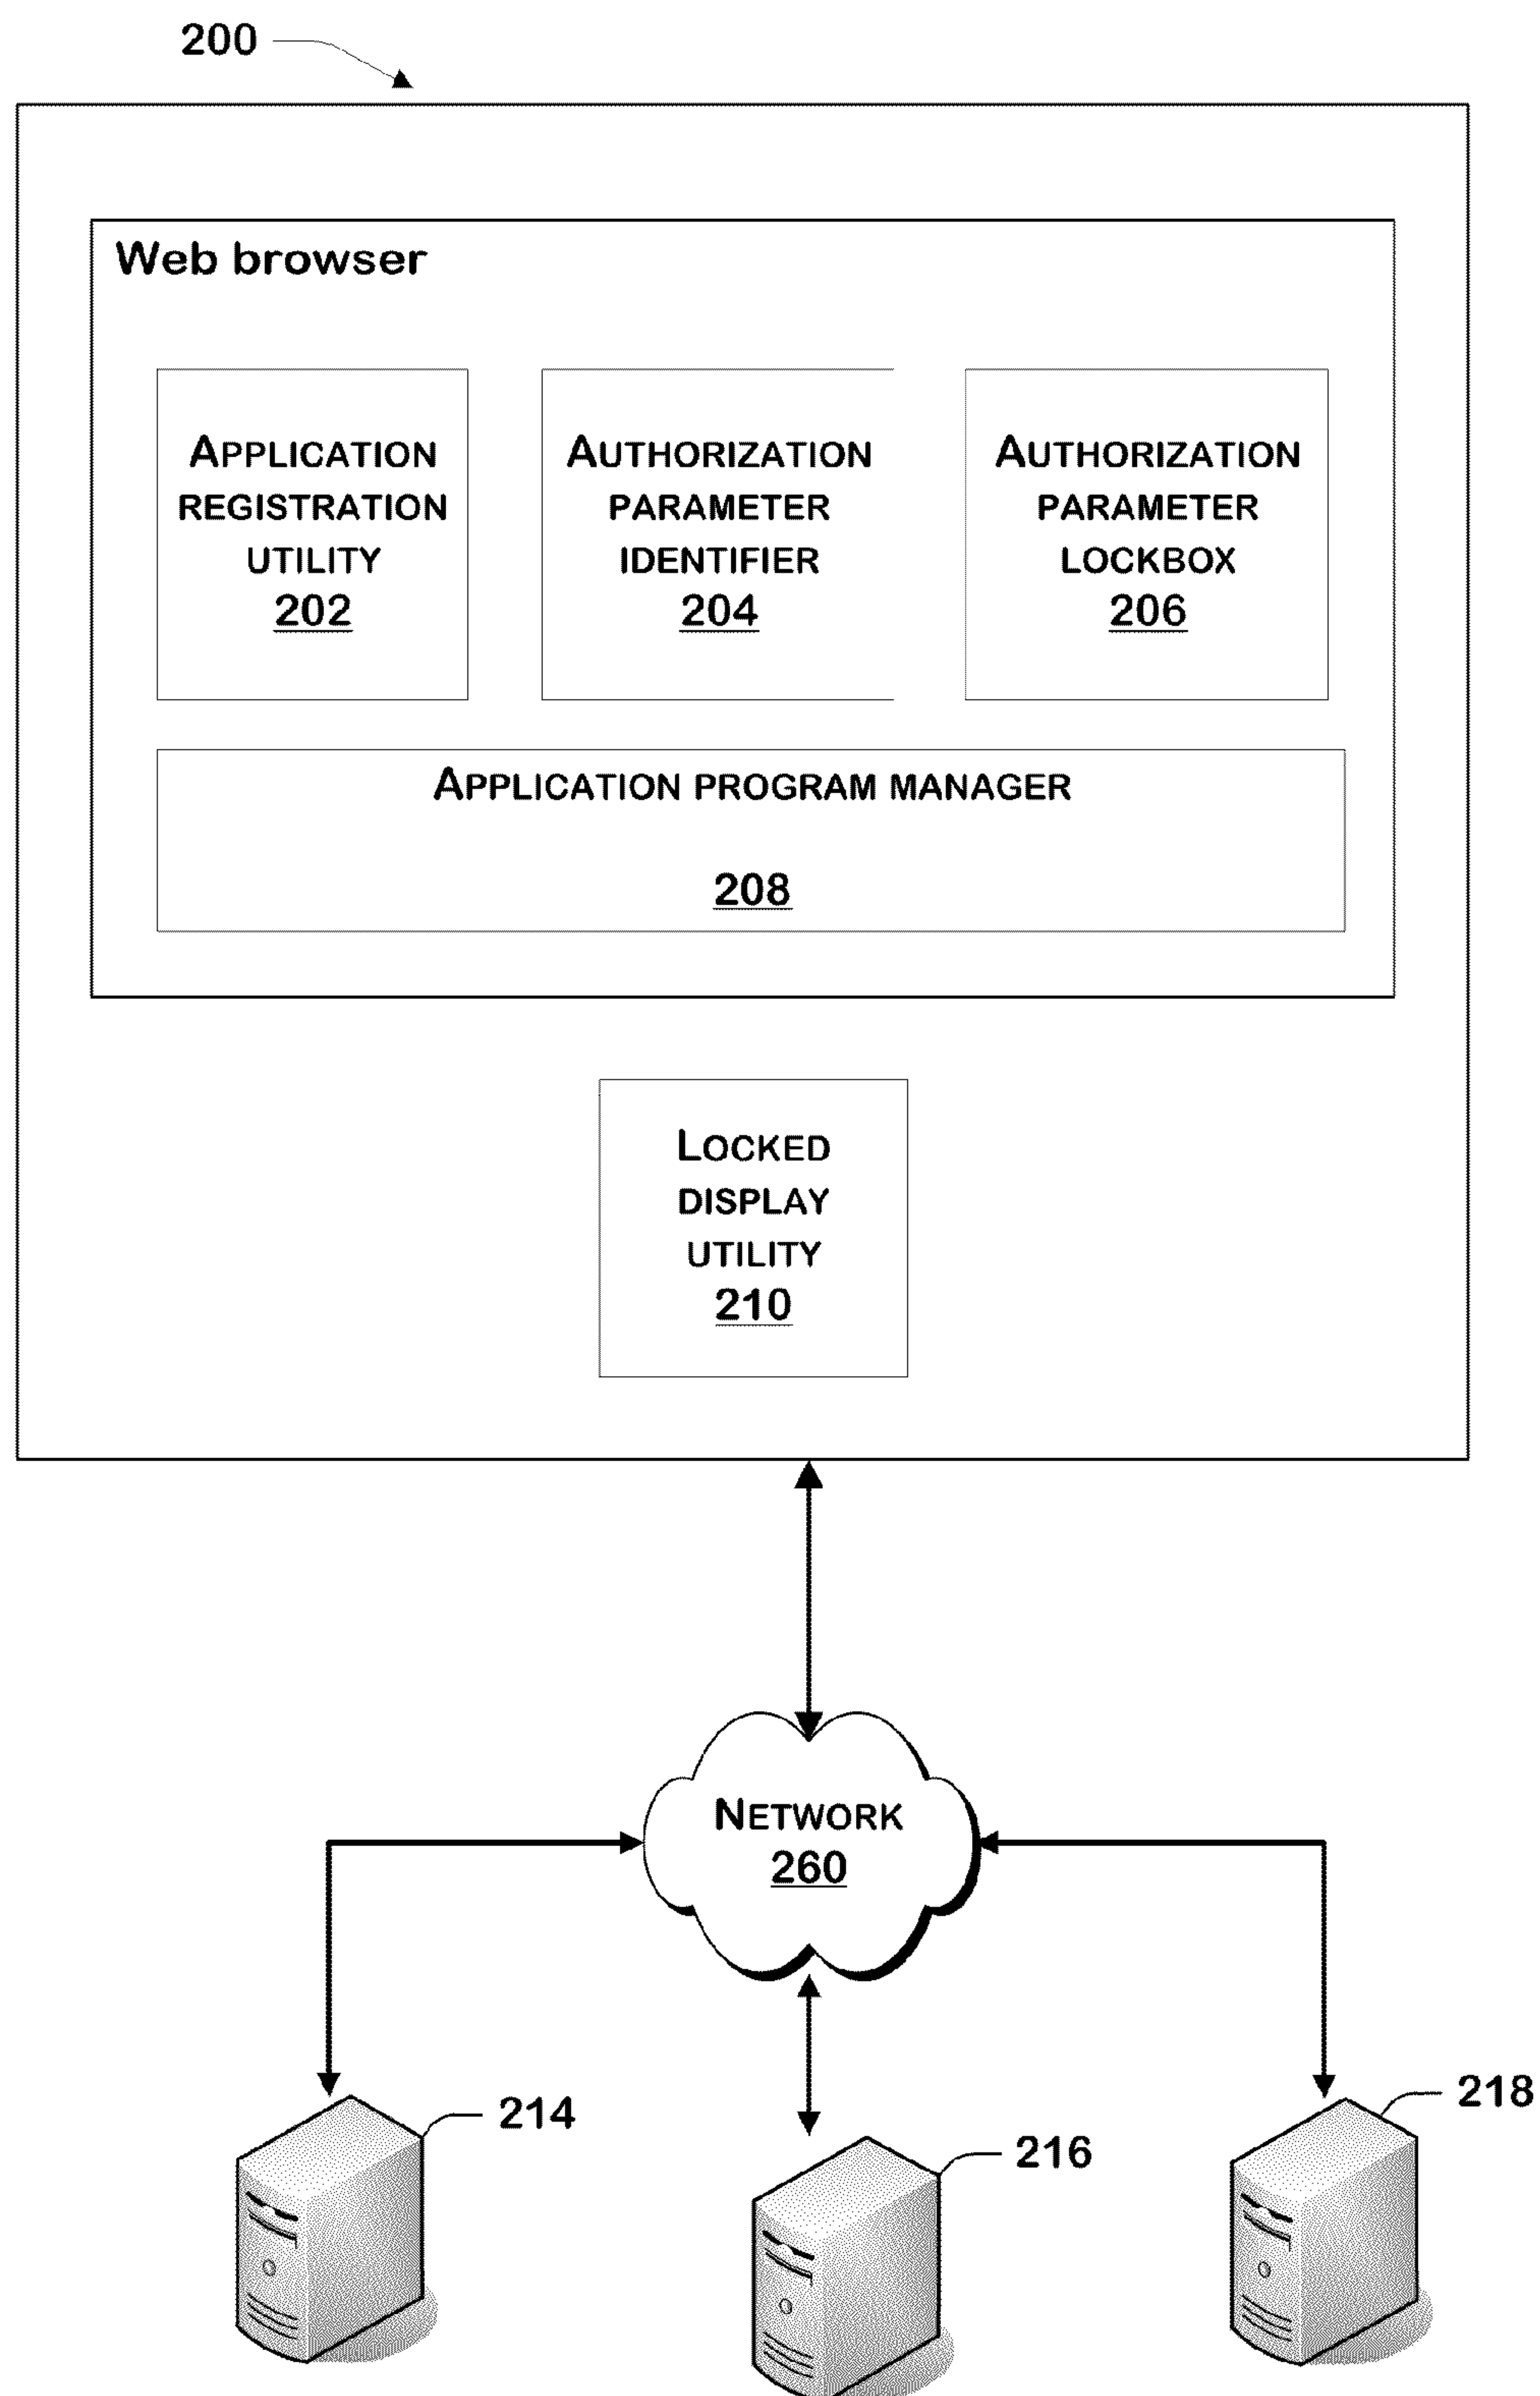 200
Web browser
APPLICATION
REGISTRATION
UTILITY
202
AUTHORIZATION
PARAMETER
IDENTIFIER
204
AUTHORIZATION
PARAMETER
LOCKBOX
206
APPLICATION PROGRAM MANAGER
208
LOCKED
DISPLAY
UTILITY
210
NETWORK
260
214
216
218